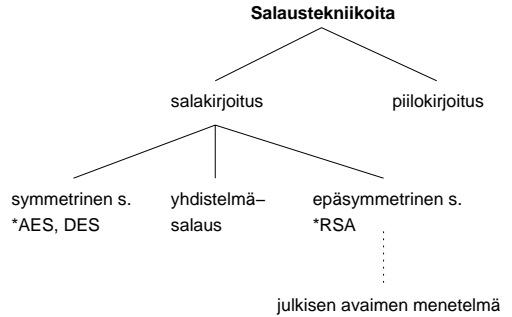 Salaustekniikoita
salakirjoitus
piilokirjoitus
symmetrinen s.
*AES, DES
yhdistelmä–
salaus
epäsymmetrinen s.
*RSA
julkisen avaimen menetelmä